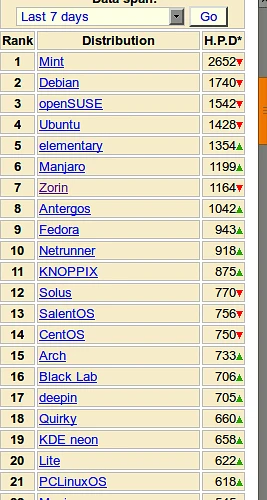 Data span:
Last 7 days Go
Rank Distribution H.P.D*
1 Mint 2652▼
2 Debian 1740▼
3 openSUSE 1542▼
4 Ubuntu 1428▼
5 elementary 1354▲
6 Manjaro 1199▲
7 Zorin 1164▼
8 Antergos 1042▲
9 Fedora 943▲
10 Netrunner 918▲
11 KNOPPIX 875▲
12 Solus 770▼
13 SalentOS 756▼
14 CentOS 750▼
15 Arch 733▲
16 Black Lab 706▲
17 deepin 705▲
18 Quirky 660▲
19 KDE neon 658▲
20 Lite 622▲
21 PCLinuxOS 618▲